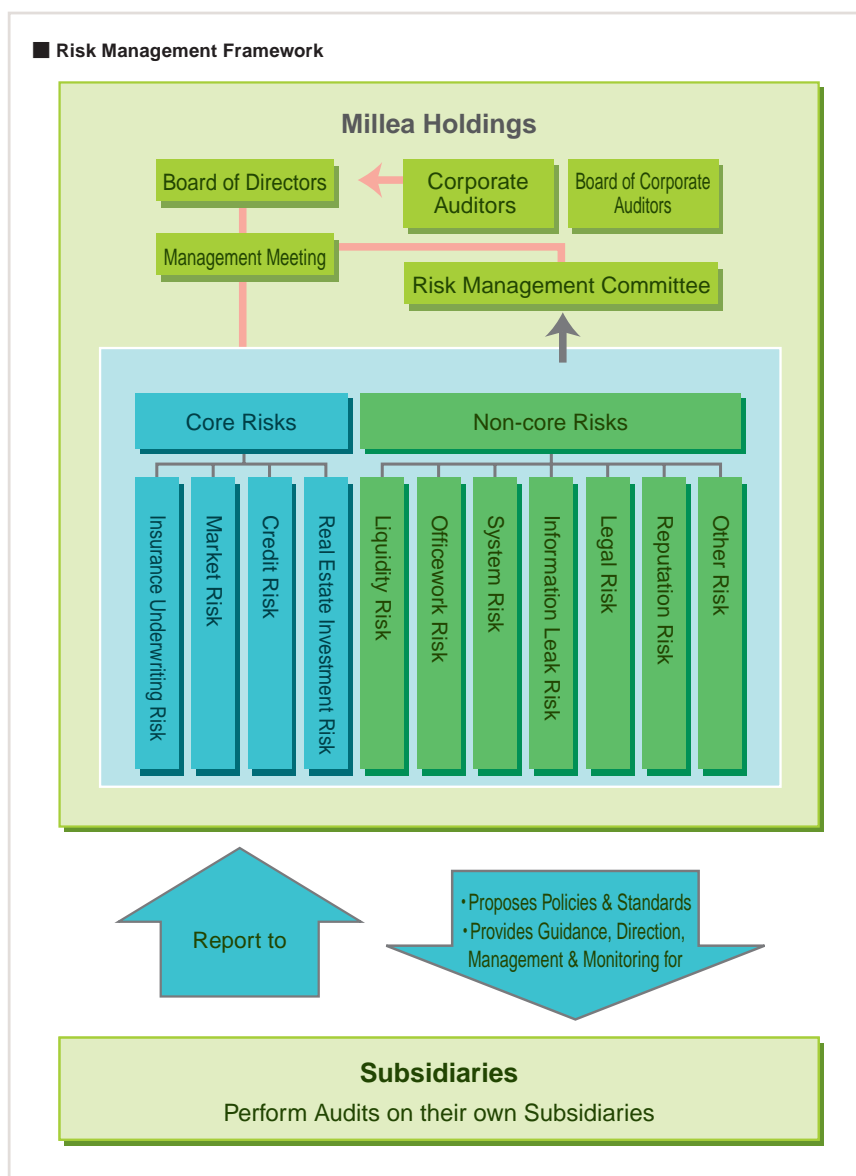 ■ Risk Management Framework
Millea Holdings
Board of Directors
Corporate
Auditors
Board of Corporate
Auditors
Management Meeting
Risk Management Committee
Core Risks
Non-core Risks
Insurance Underwriting Risk
Market Risk
Credit Risk
Real Estate Investment Risk
Liquidity Risk
Officework Risk
System Risk
Information Leak Risk
Legal Risk
Reputation Risk
Other Risk
Report to
・Proposes Policies & Standards
・Provides Guidance, Direction,
Management & Monitoring for
Subsidiaries
Perform Audits on their own Subsidiaries